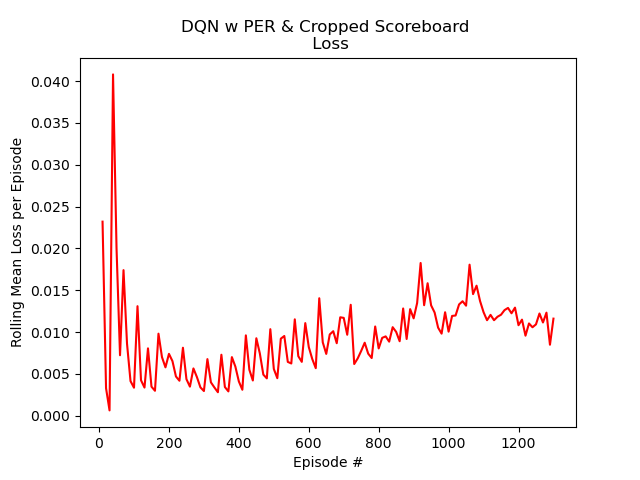 DQN w PER & Cropped Scoreboard
Loss
Rolling Mean Loss per Episode
0.040
0.035
0.030
0.025
0.020
0.015
0.010
0.005
0.000
0 200 400 600 800 1000 1200
Episode #